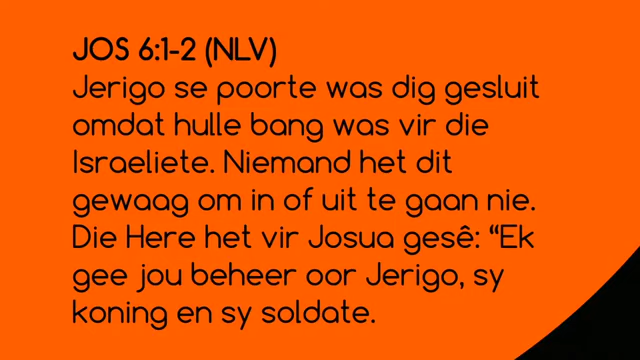 JOS 6:1-2 (NLV)
Jerigo se poorte was dig gesluit
omdat hulle bang was vir die
Israeliete. Niemand het dit
gewaag om in of uit te gaan nie.
Die Here het vir Josua gesê: “Ek
gee jou beheer oor Jerigo, sy
koning en sy soldate.